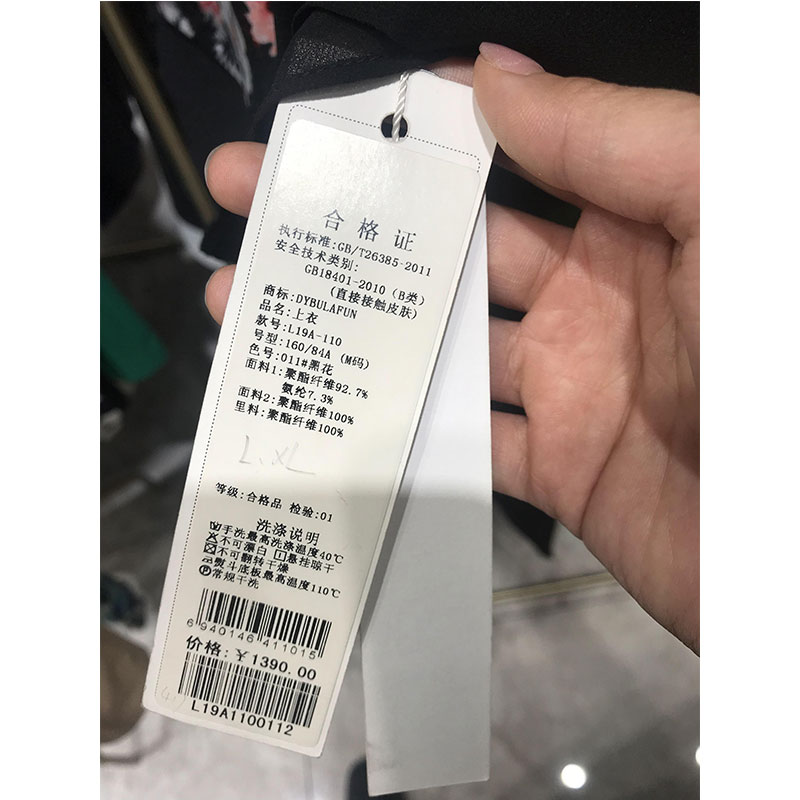 合格证
执行标准:GB/T26385-2011
安全技术类别:
GB18401-2010（B类）
(直接接触皮肤)
商标:DYBULAFUN
品名:上衣
款号:L19A-110
号型:160/84A（M码）
色号:011#黑花
面料1:聚酯纤维92.7%
氨纶7.3%
面料2:聚酯纤维100%
里料:聚酯纤维100%
L.XL
等级:合格品 检验:01
洗涤说明
手洗最高洗涤温度40℃
不可漂白 悬挂晾干
不可翻转干燥
熨斗底板最高温度110℃
常规干洗
6940146411015
价格:￥1390.00
L19A1100112